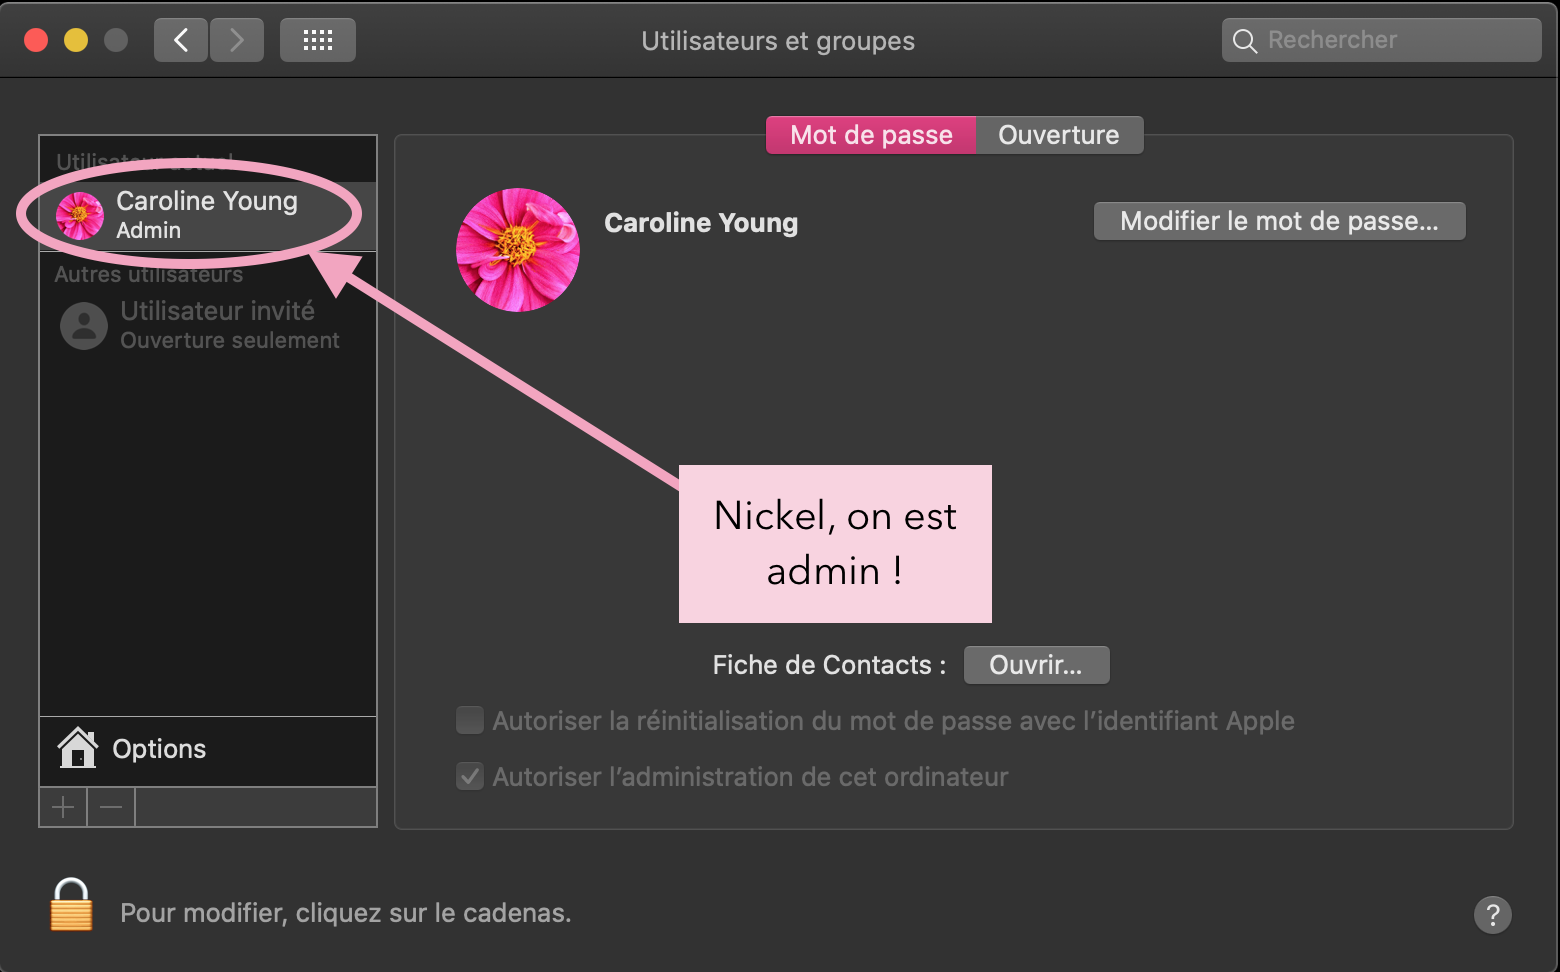 Utilisateurs et groupes
Rechercher
Mot de passe
Ouverture
Utilisateur actuel
Caroline Young
Admin
Autres utilisateurs
Utilisateur invité
Ouverture seulement
Options
Caroline Young
Modifier le mot de passe...
Nickel, on est
admin !
Fiche de Contacts :
Ouvrir...
Autoriser la réinitialisation du mot de passe avec l’identifiant Apple
Autoriser l’administration de cet ordinateur
Pour modifier, cliquez sur le cadenas.
?